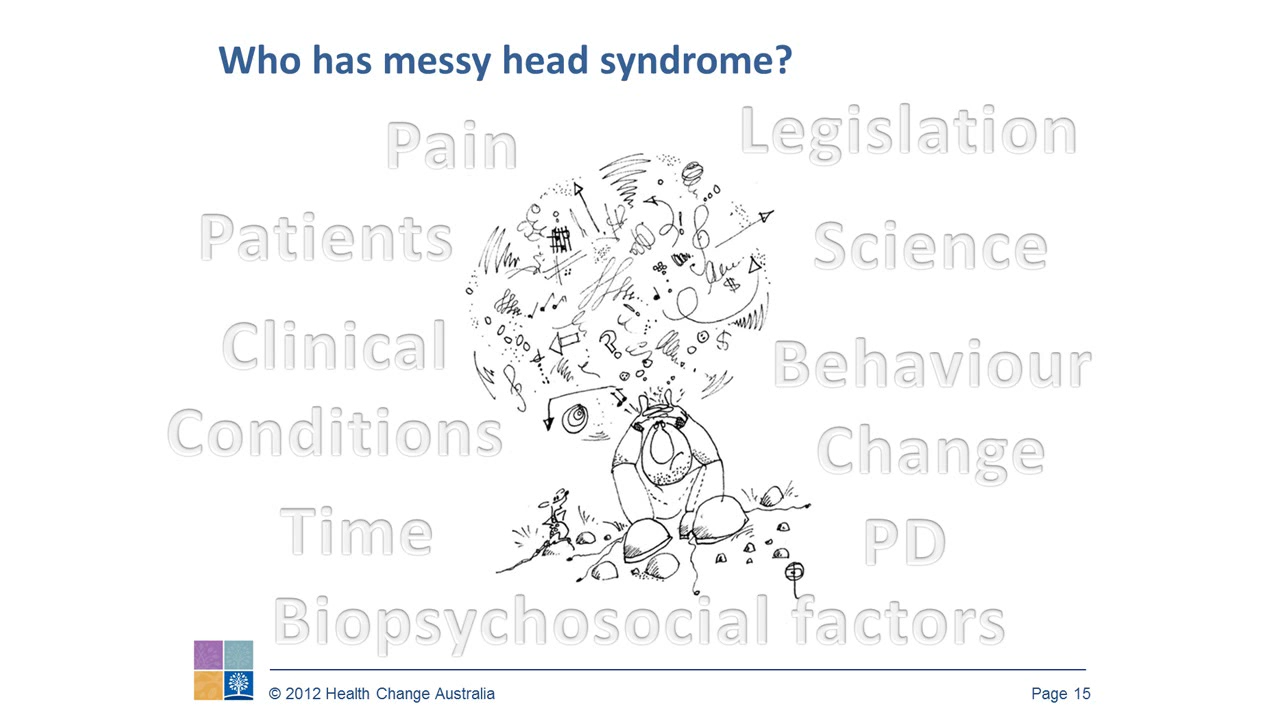 Who has messy head syndrome?
Pain
Legislation
Patients
Science
Clinical
Behaviour
Conditions
Change
Time
PD
Biopsychosocial factors
© 2012 Health Change Australia
Page 15